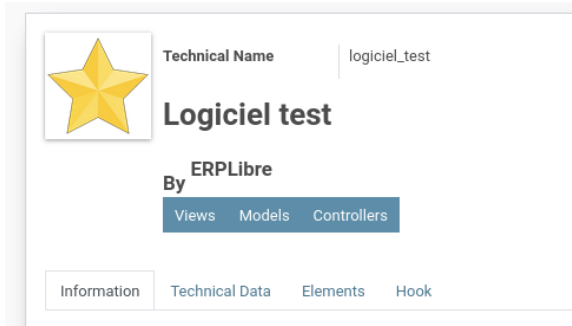 Technical Name logiciel_test
Logiciel test
By ERPLibre
Views Models Controllers
Information Technical Data Elements Hook